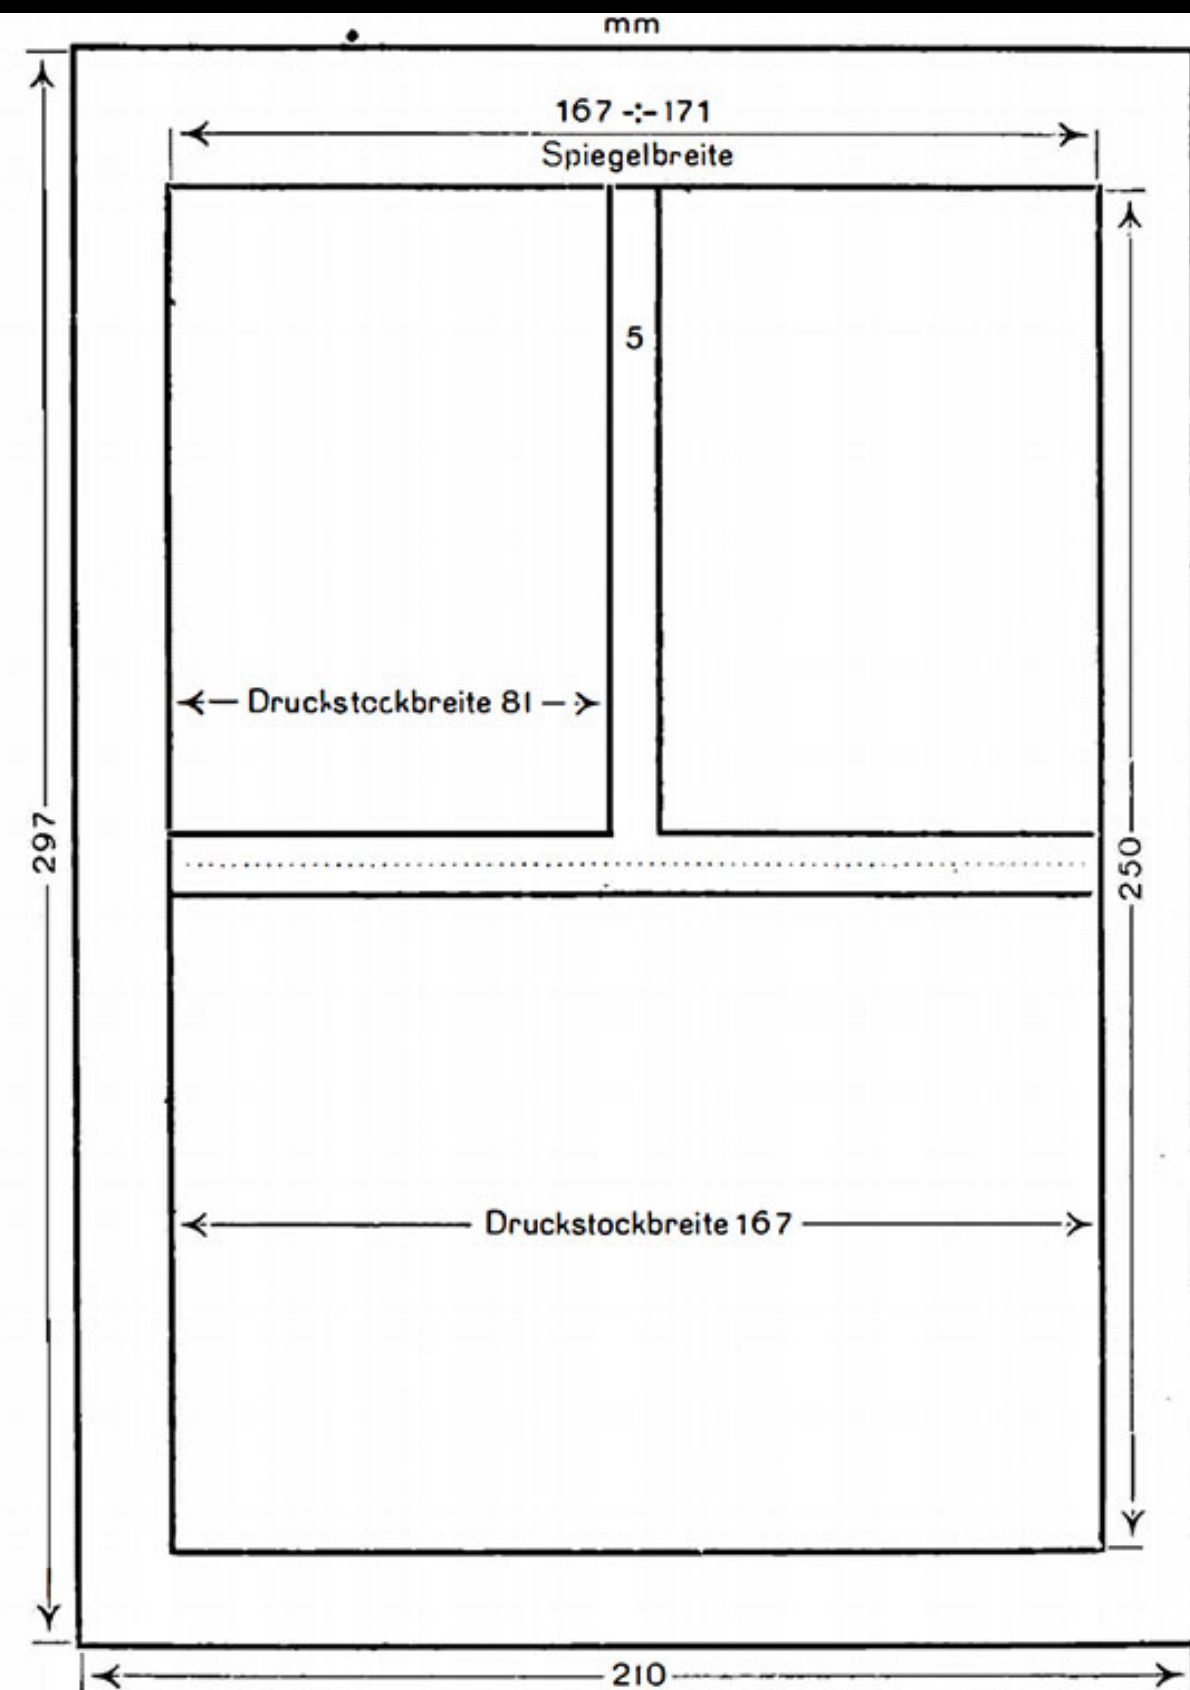 mm
167 -:- 171
Spiegelbreite
5
Druckstockbreite 81
297
250
Druckstockbreite 167
210